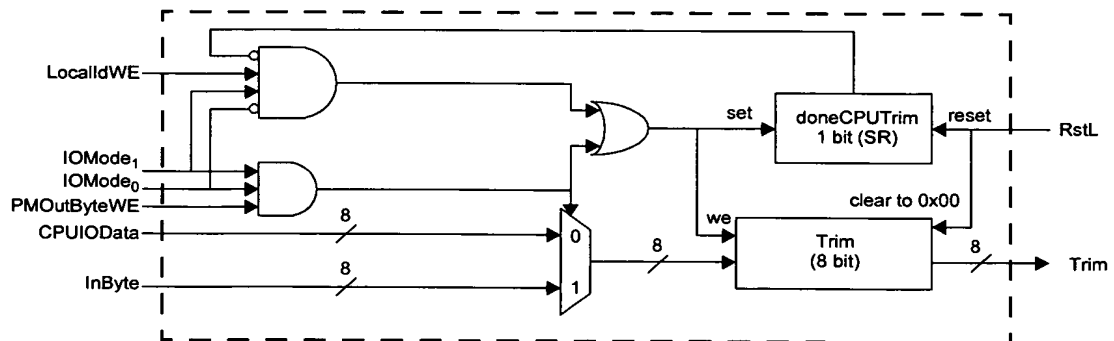 LocalIdWE
IOMode1
IOMode0
PMOutByteWE
CPUIOData
InByte
8
8
0
1
8
set
doneCPUTrim
1 bit (SR)
reset
RstL
clear to 0x00
we
Trim
(8 bit)
8
Trim